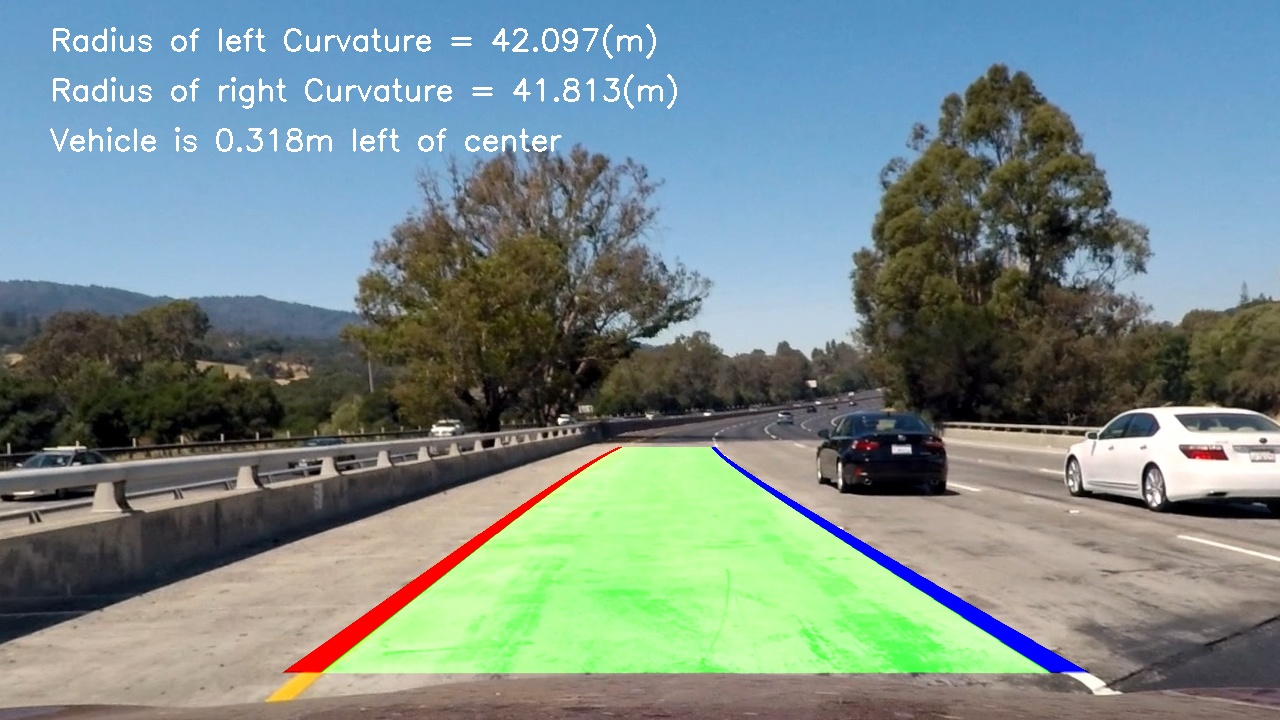 Radius of left Curvature = 42.097(m)
Radius of right Curvature = 41.813(m)
Vehicle is 0.318m left of center